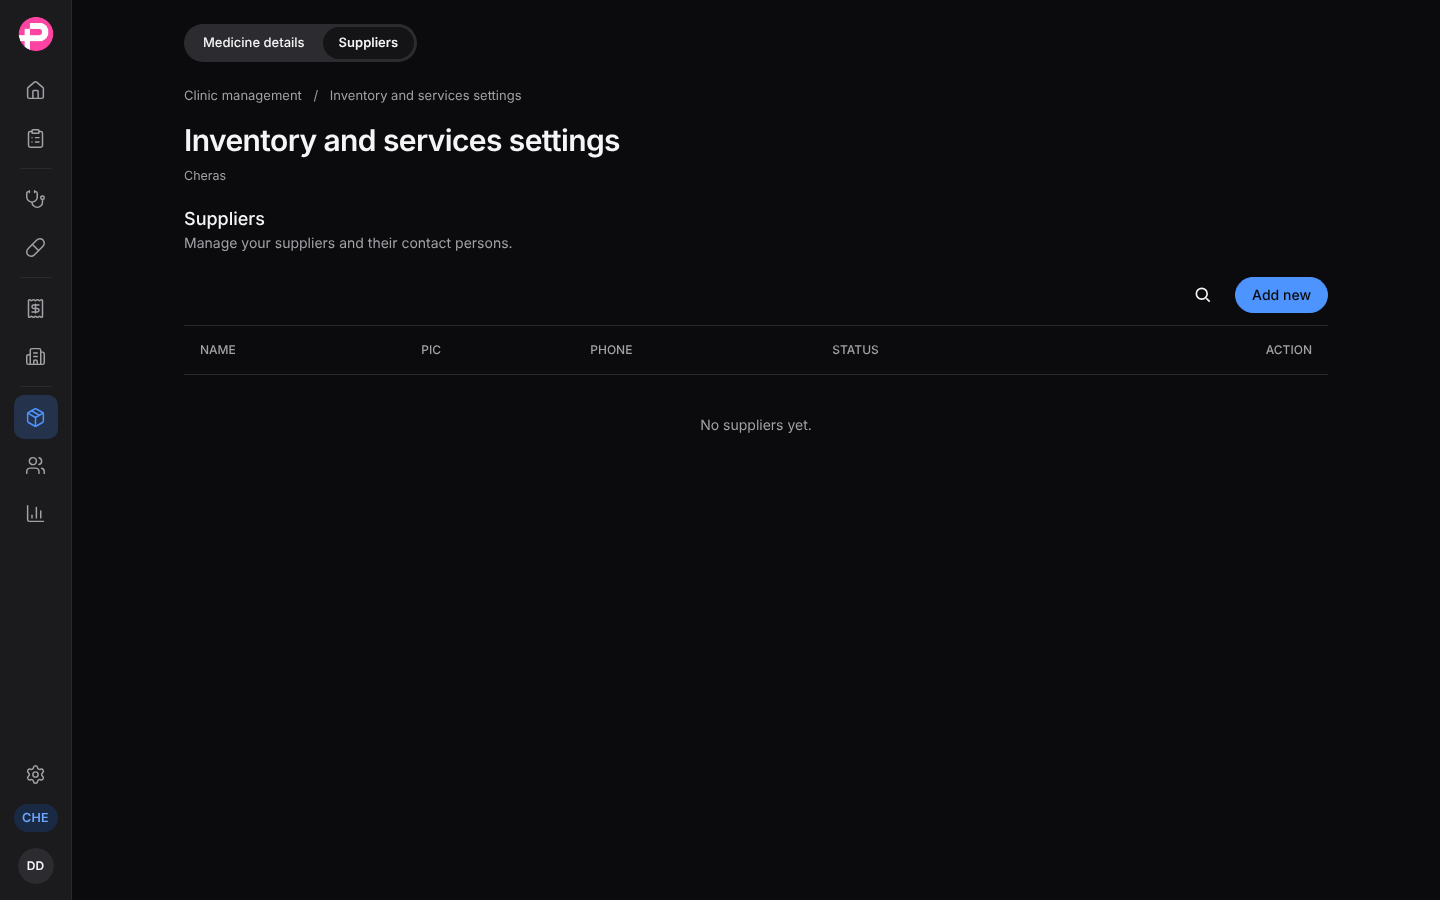 Medicine details
Suppliers
Clinic management / Inventory and services settings
Inventory and services settings
Cheras
Suppliers
Manage your suppliers and their contact persons.
Add new
NAME PIC PHONE STATUS ACTION
No suppliers yet.
CHE
DD